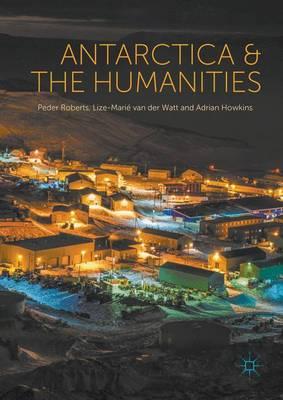 ANTARCTICA &
THE HUMANITIES
Peder Roberts, Lize-Marié van der Watt and Adrian Howkins